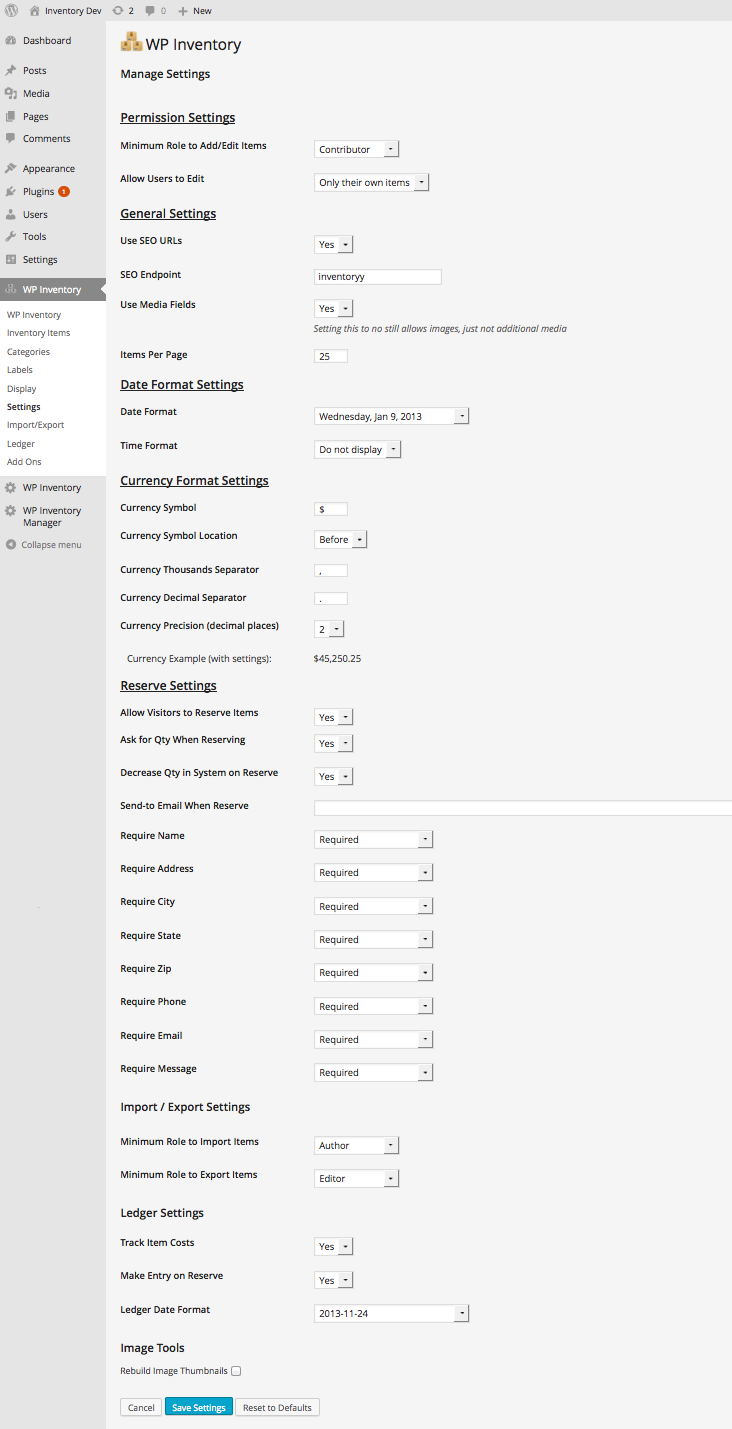 Inventory Dev 2 0 New
Dashboard
Posts
Media
Pages
Comments
Appearance
Plugins 1
Users
Tools
Settings
WP Inventory
WP Inventory
Inventory Items
Categories
Labels
Display
Settings
Import/Export
Ledger
Add Ons
WP Inventory
WP Inventory
Manager
Collapse menu
WP Inventory
Manage Settings
Permission Settings
Minimum Role to Add/Edit Items Contributor
Allow Users to Edit Only their own items
General Settings
Use SEO URLs Yes
SEO Endpoint inventoryy
Use Media Fields Yes
Setting this to no still allows images, just not additional media
Items Per Page 25
Date Format Settings
Date Format Wednesday, Jan 9, 2013
Time Format Do not display
Currency Format Settings
Currency Symbol $
Currency Symbol Location Before
Currency Thousands Separator ,
Currency Decimal Separator .
Currency Precision (decimal places) 2
Currency Example (with settings): $45,250.25
Reserve Settings
Allow Visitors to Reserve Items Yes
Ask for Qty When Reserving Yes
Decrease Qty in System on Reserve Yes
Send-to Email When Reserve
Require Name Required
Require Address Required
Require City Required
Require State Required
Require Zip Required
Require Phone Required
Require Email Required
Require Message Required
Import / Export Settings
Minimum Role to Import Items Author
Minimum Role to Export Items Editor
Ledger Settings
Track Item Costs Yes
Make Entry on Reserve Yes
Ledger Date Format 2013-11-24
Image Tools
Rebuild Image Thumbnails
Cancel Save Settings Reset to Defaults